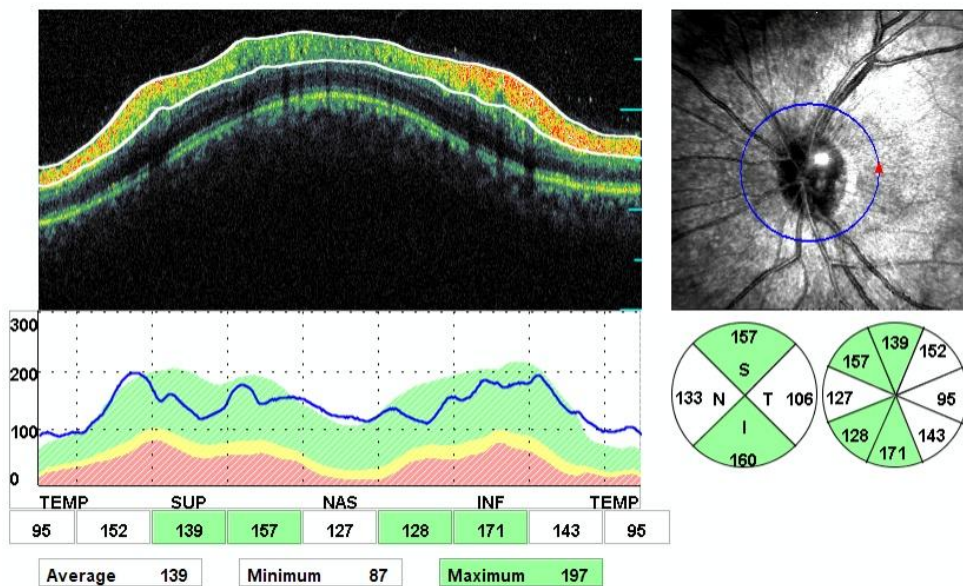 300
200
100
0
TEMP SUP NAS INF TEMP
95 152 139 157 127 128 171 143 95
Average 139 Minimum 87 Maximum 197
157
S
133 N T 106
I
160
139
157 152
127 95
128 143
171